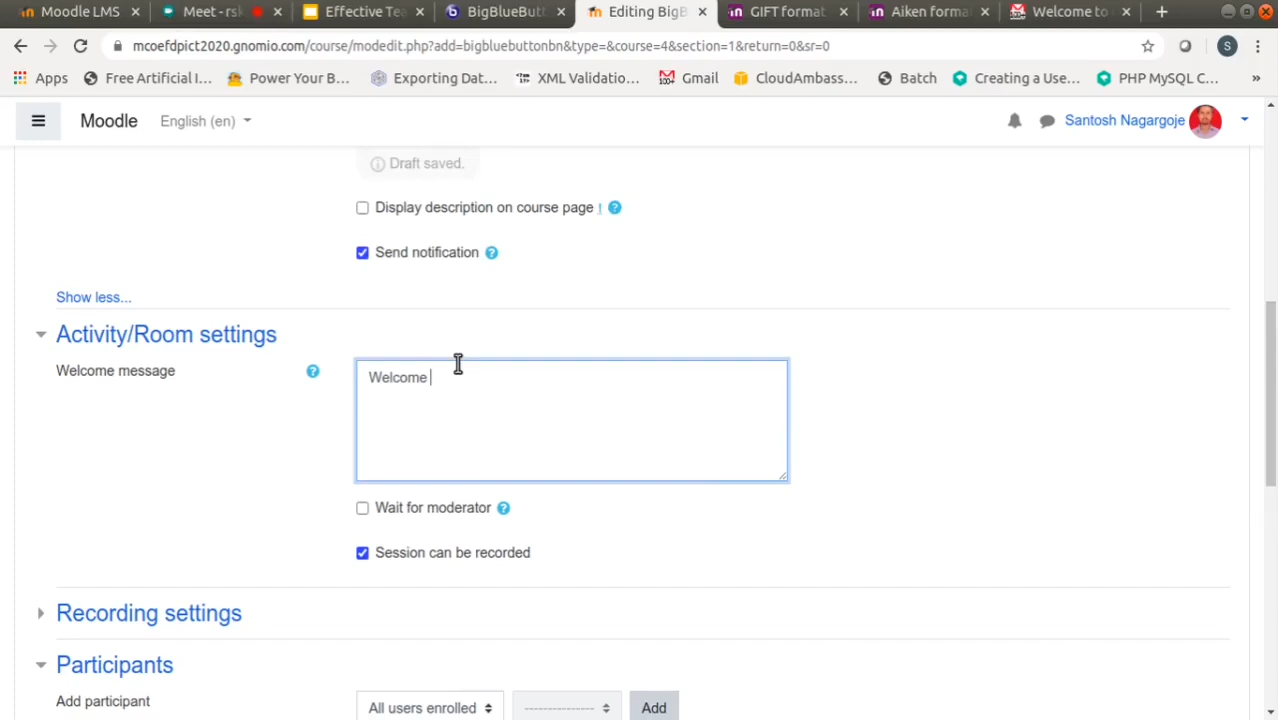 Moodle LMS
Meet - rsk
Effective Tea
BigBlueButt
Editing BigB
GIFT format
Aiken forma
Welcome to
mcoefdpict2020.gnomio.com/course/modedit.php?add=bigbluebuttonbn&type=&course=4&section=1&return=0&sr=0
S
Apps
Free Artificial I...
Power Your B...
Exporting Dat...
XML Validatio...
Gmail
CloudAmbass...
Batch
Creating a Use...
PHP MySQL C...
»
Moodle
English (en)
Santosh Nagargoje
Draft saved.
Display description on course page !
Send notification
Show less...
Activity/Room settings
Welcome message
Welcome
Wait for moderator
Session can be recorded
Recording settings
Participants
Add participant
All users enrolled
---------------
Add